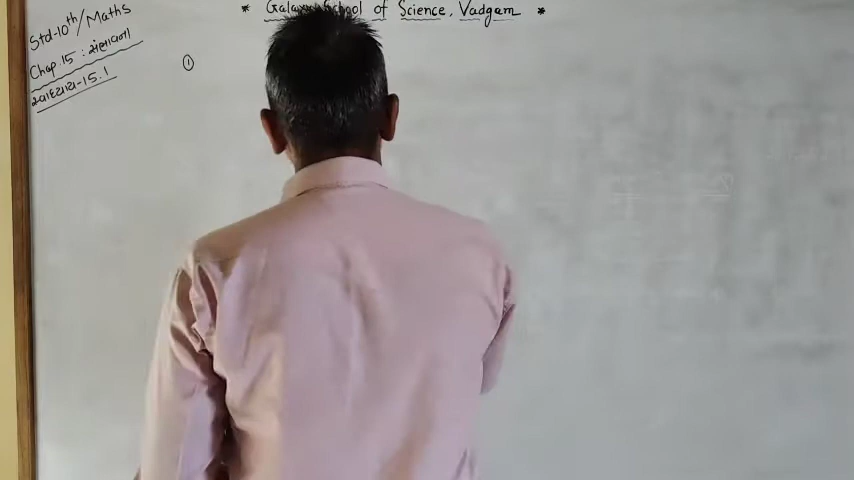 * Galaxy School of Science, Vadgam *
Std-10th/Maths
Chap 15 : સંભાવના
સ્વાધ્યાય-15.1
①